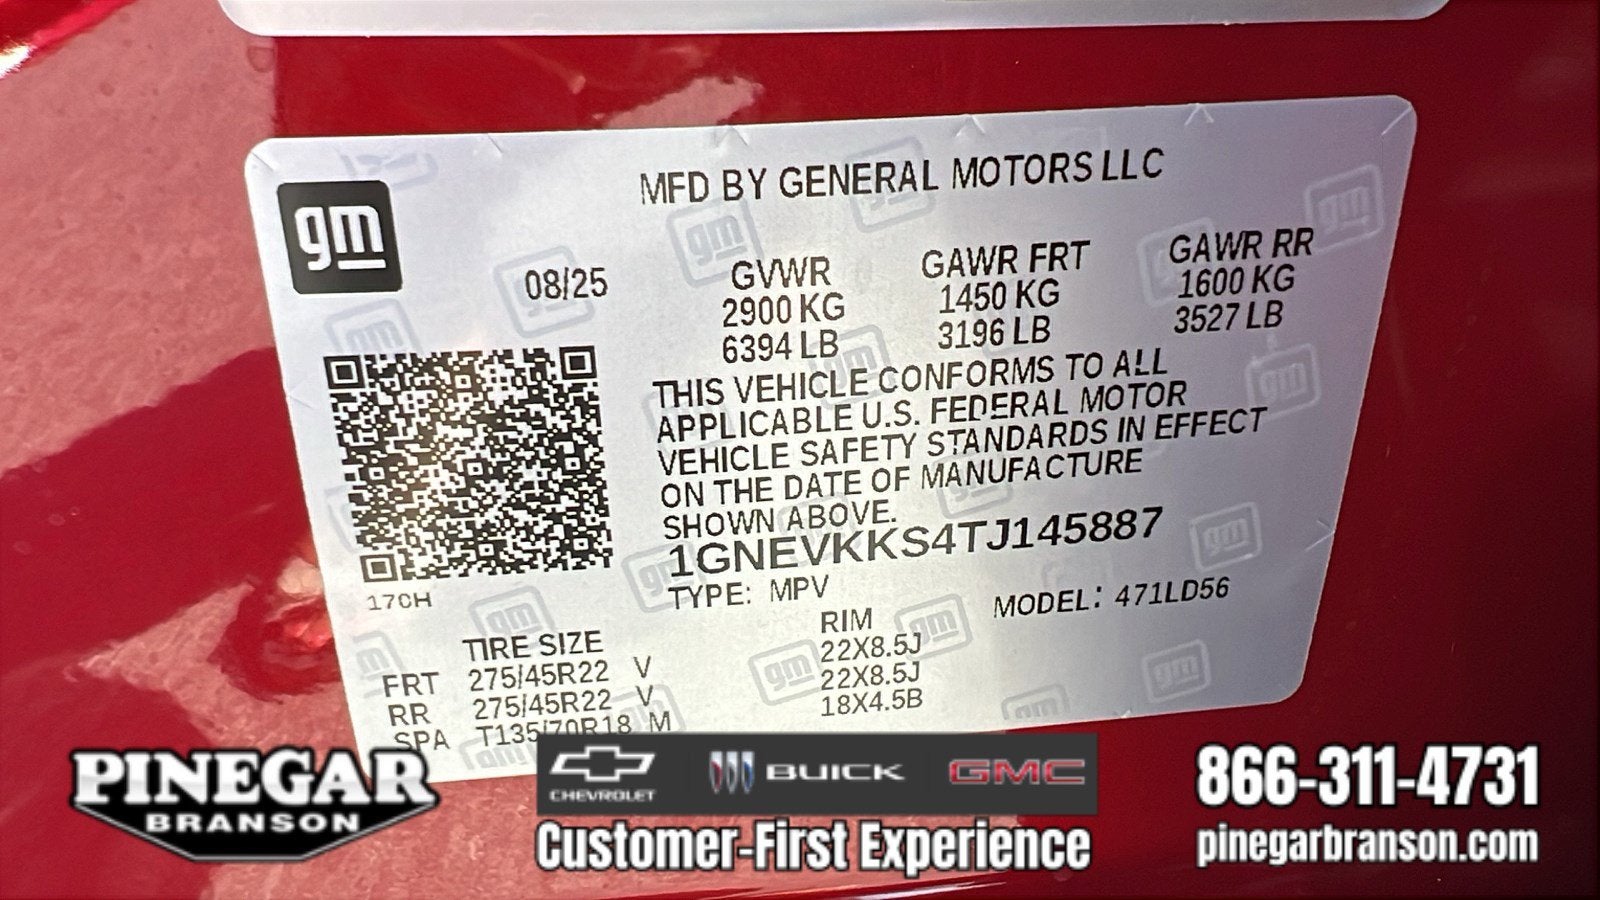 gm
MFD BY GENERAL MOTORS LLC
08/25
GVWR GAWR FRT GAWR RR
2900 KG 1450 KG 1600 KG
6394 LB 3196 LB 3527 LB
THIS VEHICLE CONFORMS TO ALL
APPLICABLE U.S. FEDERAL MOTOR
VEHICLE SAFETY STANDARDS IN EFFECT
ON THE DATE OF MANUFACTURE
SHOWN ABOVE.
1GNEVKKS4TJ145887
TYPE: MPV MODEL: 471LD56
17CH
TIRE SIZE RIM
FRT 275/45R22 V 22X8.5J
RR 275/45R22 V 22X8.5J
SPA T135/70R18 M 18X4.5B
PINEGAR
BRANSON
CHEVROLET
BUICK
GMC
Customer-First Experience
866-311-4731
pinegarbranson.com